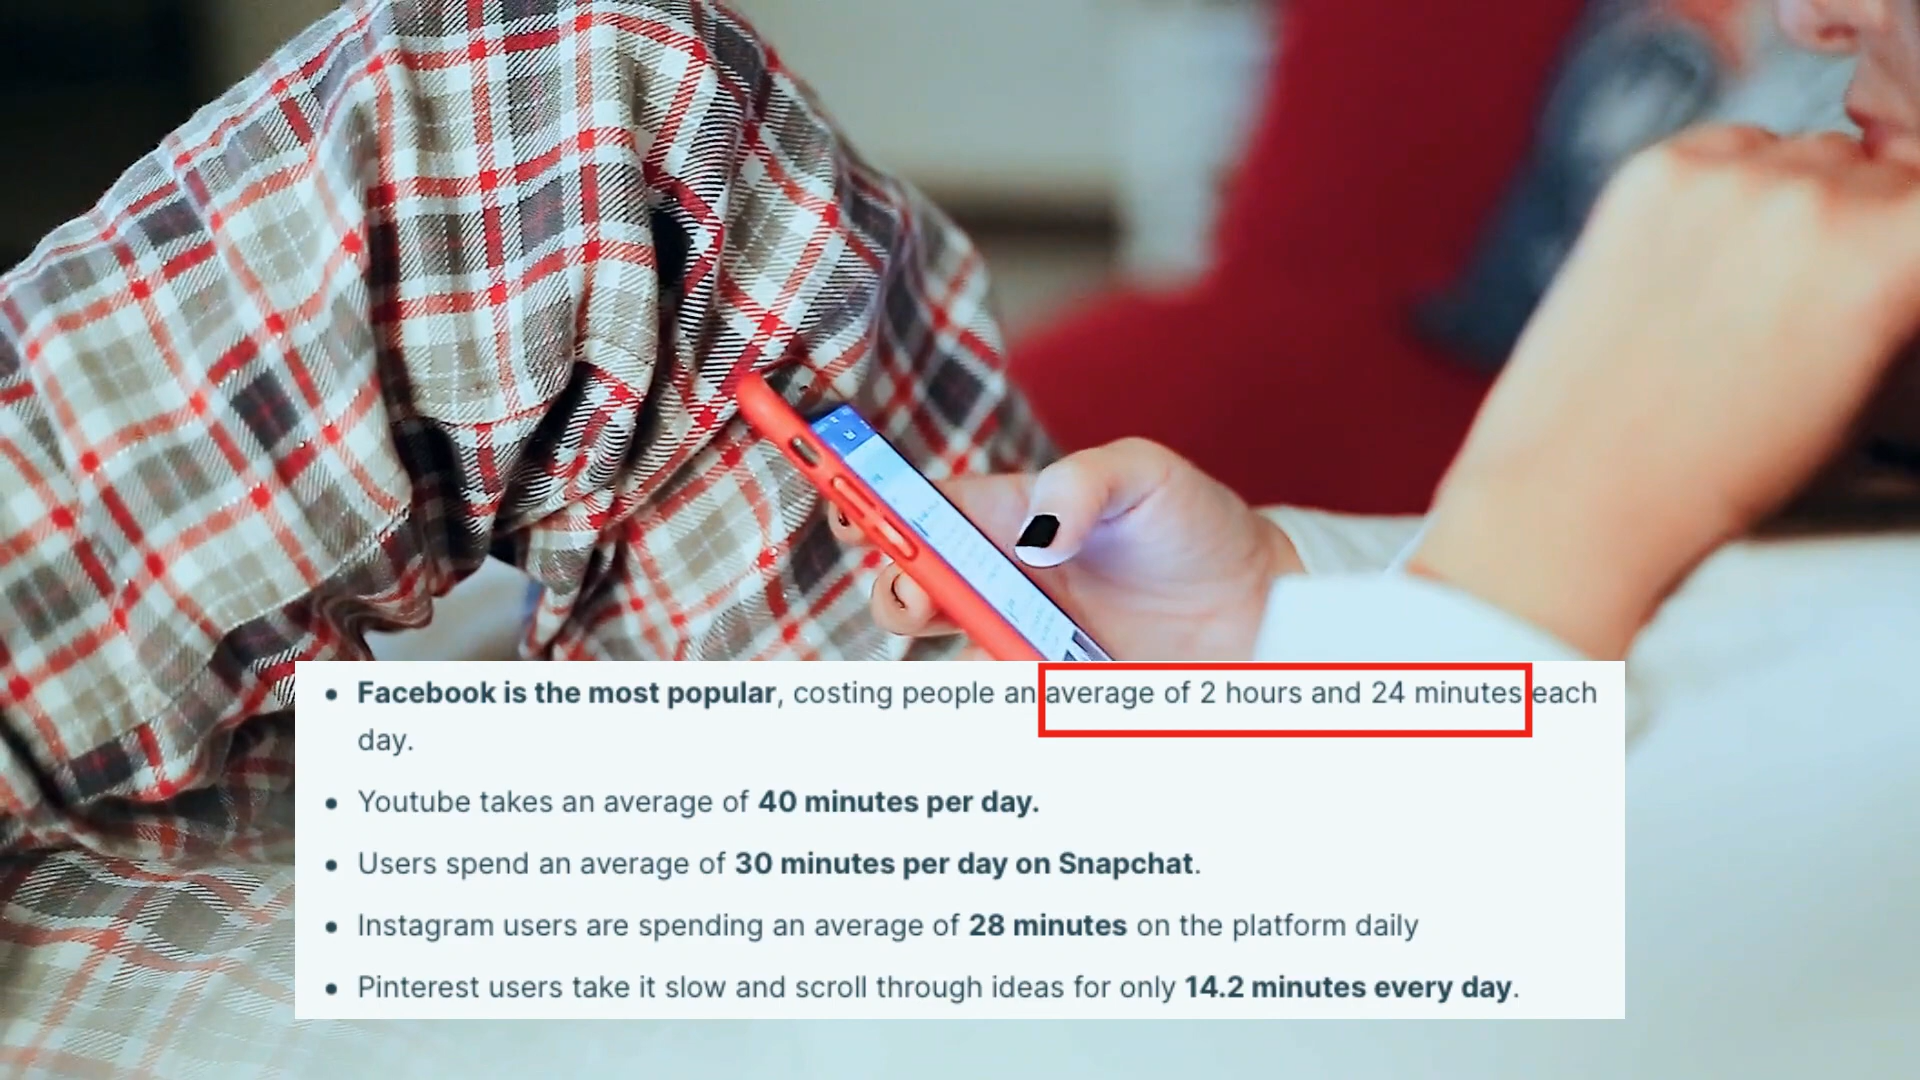 • Facebook is the most popular, costing people an average of 2 hours and 24 minutes each
day.
• Youtube takes an average of 40 minutes per day.
• Users spend an average of 30 minutes per day on Snapchat.
• Instagram users are spending an average of 28 minutes on the platform daily
• Pinterest users take it slow and scroll through ideas for only 14.2 minutes every day.